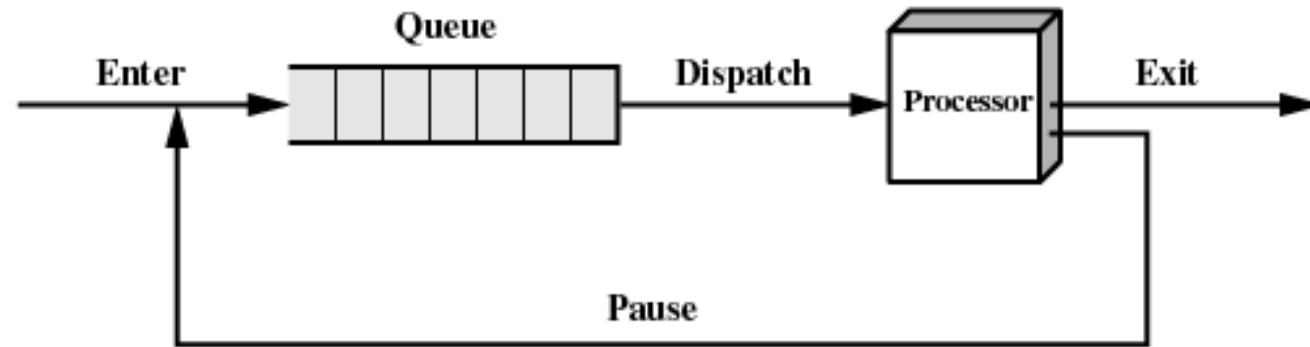 Queue
Enter
Dispatch
Processor
Exit
Pause